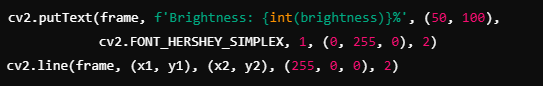 cv2.putText(frame, f'Brightness: {int(brightness)}%', (50, 100),
cv2.FONT_HERSHEY_SIMPLEX, 1, (0, 255, 0), 2)
cv2.line(frame, (x1, y1), (x2, y2), (255, 0, 0), 2)